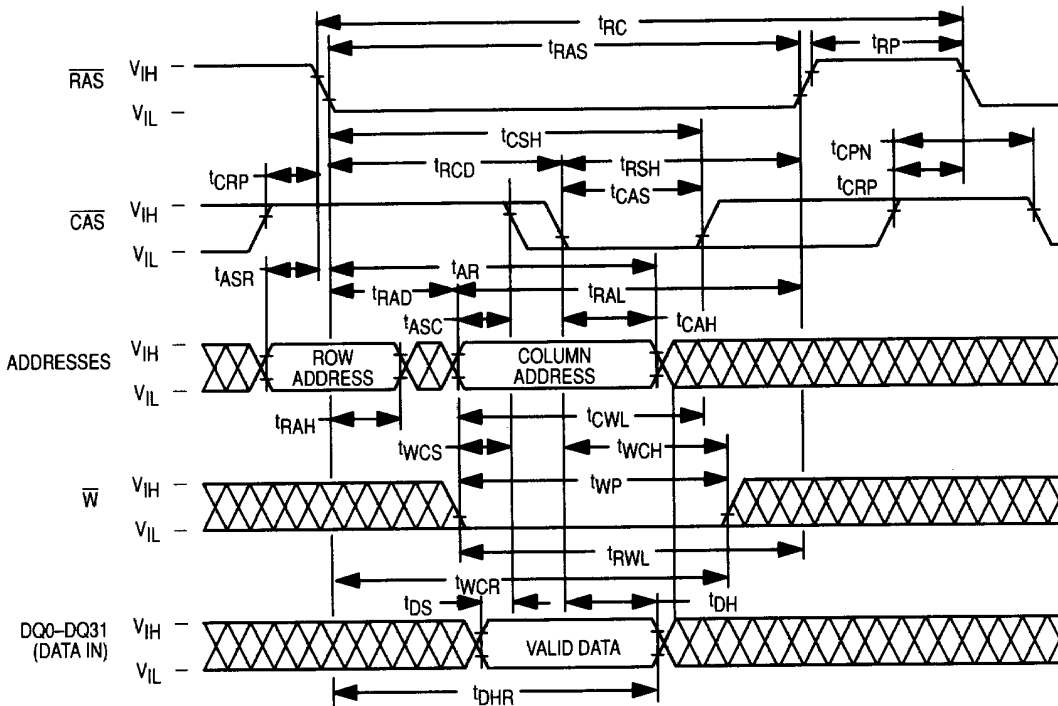 tRC
tRAS
tRP
RAS
VIH
VIL
tCSH
tCPN
tCRP
tRCD
tRSH
tCRP
tCAS
CAS
VIH
VIL
tASR
tAR
tRAD
tRAL
tASC
tCAH
ADDRESSES
VIH
VIL
ROW ADDRESS
COLUMN ADDRESS
tRAH
tCWL
tWCS
tWCH
W
VIH
VIL
tWP
tRWL
tWCR
tDS
tDH
DQ0–DQ31
(DATA IN)
VIH
VIL
VALID DATA
tDHR